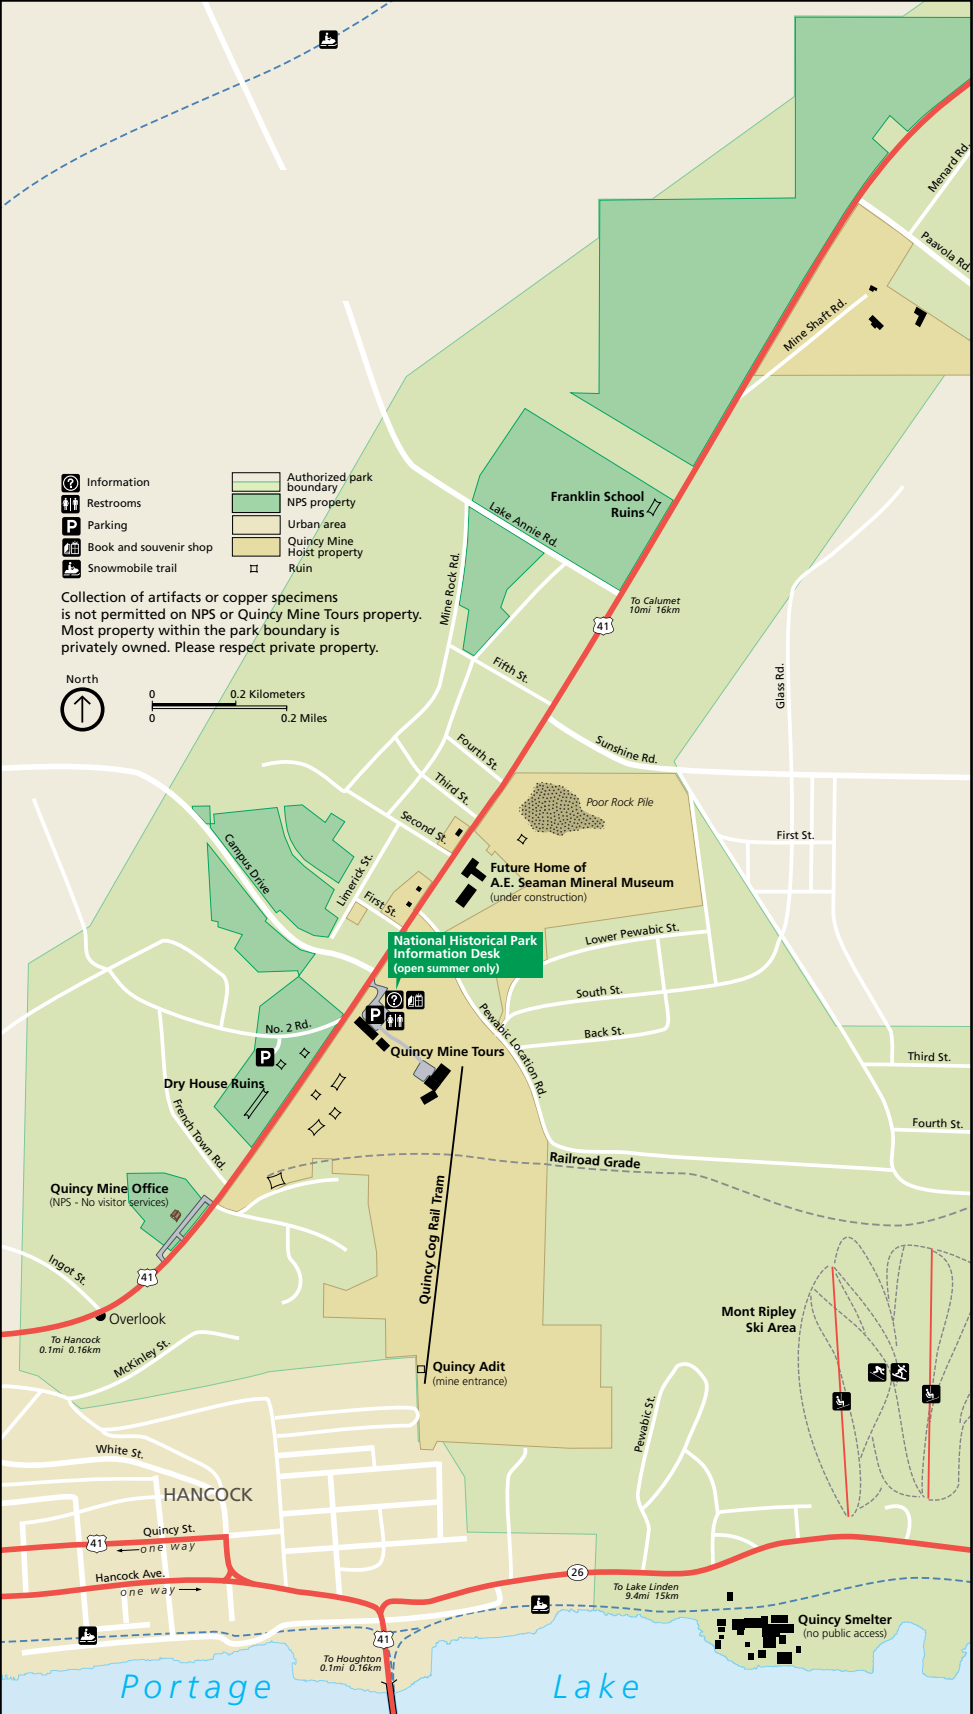 Menard Rd.
Paavola Rd.
Mine Shaft Rd.
Information
Restrooms
P
Parking
Book and souvenir shop
Snowmobile trail
Authorized park
boundary
NPS property
Urban area
Quincy Mine
Hoist property
Ruin
Collection of artifacts or copper specimens
is not permitted on NPS or Quincy Mine Tours property.
Most property within the park boundary is
privately owned. Please respect private property.
North
0
0.2 Kilometers
0
0.2 Miles
Franklin School
Ruins
Lake Annie Rd.
Mine Rock Rd.
To Calumet
10mi 16km
41
Fifth St.
Glass Rd.
Sunshine Rd.
Fourth St.
Third St.
Second St.
Poor Rock Pile
First St.
Campus Drive
Limerick St.
First St.
Future Home of
A.E. Seaman Mineral Museum
(under construction)
National Historical Park
Information Desk
(open summer only)
Lower Pewabic St.
South St.
Back St.
Pewabic Location Rd.
?
P
No. 2 Rd.
P
Quincy Mine Tours
Third St.
Dry House Ruins
French Town Rd.
Fourth St.
Railroad Grade
Quincy Mine Office
(NPS - No visitor services)
Quincy Cog Rail Tram
Ingot St.
41
Overlook
To Hancock
0.1mi 0.16km
McKinley St.
Mont Ripley
Ski Area
Quincy Adit
(mine entrance)
Pewabic St.
White St.
HANCOCK
Quincy St.
41
one way
Hancock Ave.
one way
26
To Lake Linden
9.4mi 15km
Quincy Smelter
(no public access)
41
To Houghton
0.1mi 0.16km
Portage Lake